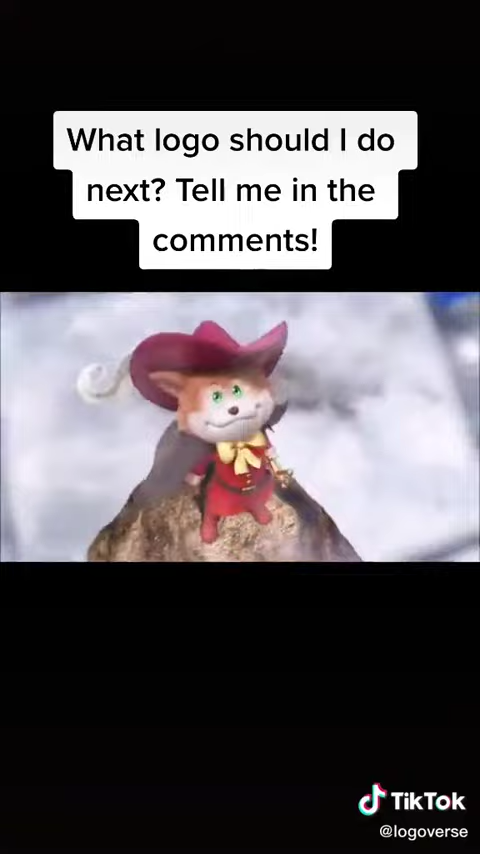 What logo should I do
next? Tell me in the
comments!
TikTok
@logoverse